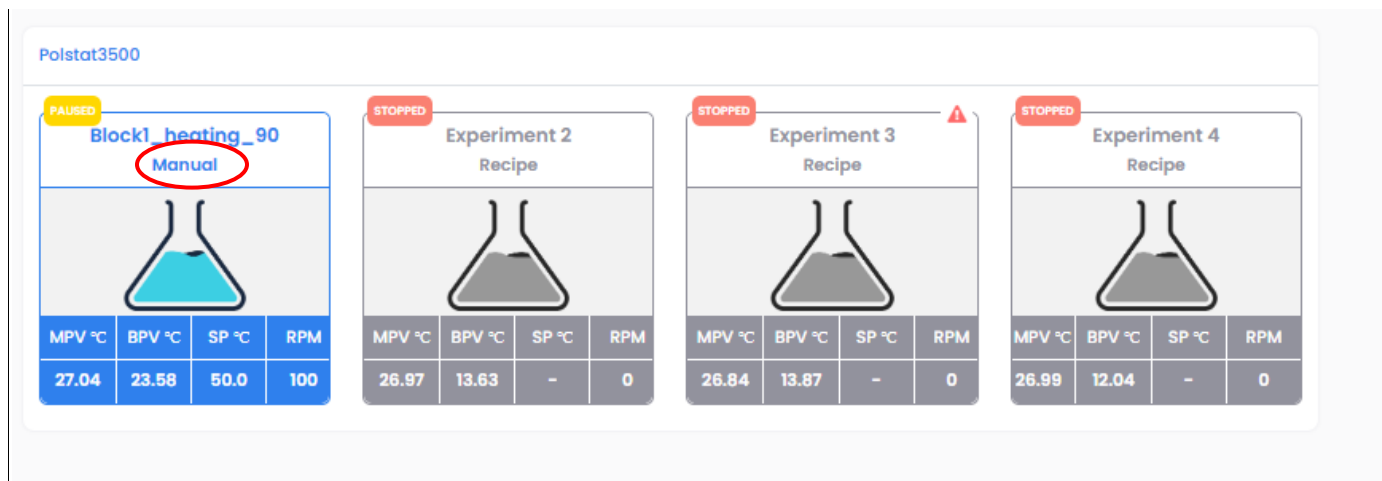 Polstat3500
PAUSED
Block1_heating_90
Manual
MPV °C BPV °C SP °C RPM
27.04 23.58 50.0 100
STOPPED
Experiment 2
Recipe
MPV °C BPV °C SP °C RPM
26.97 13.63 - 0
STOPPED
Experiment 3
Recipe
MPV °C BPV °C SP °C RPM
26.84 13.87 - 0
STOPPED
Experiment 4
Recipe
MPV °C BPV °C SP °C RPM
26.99 12.04 - 0